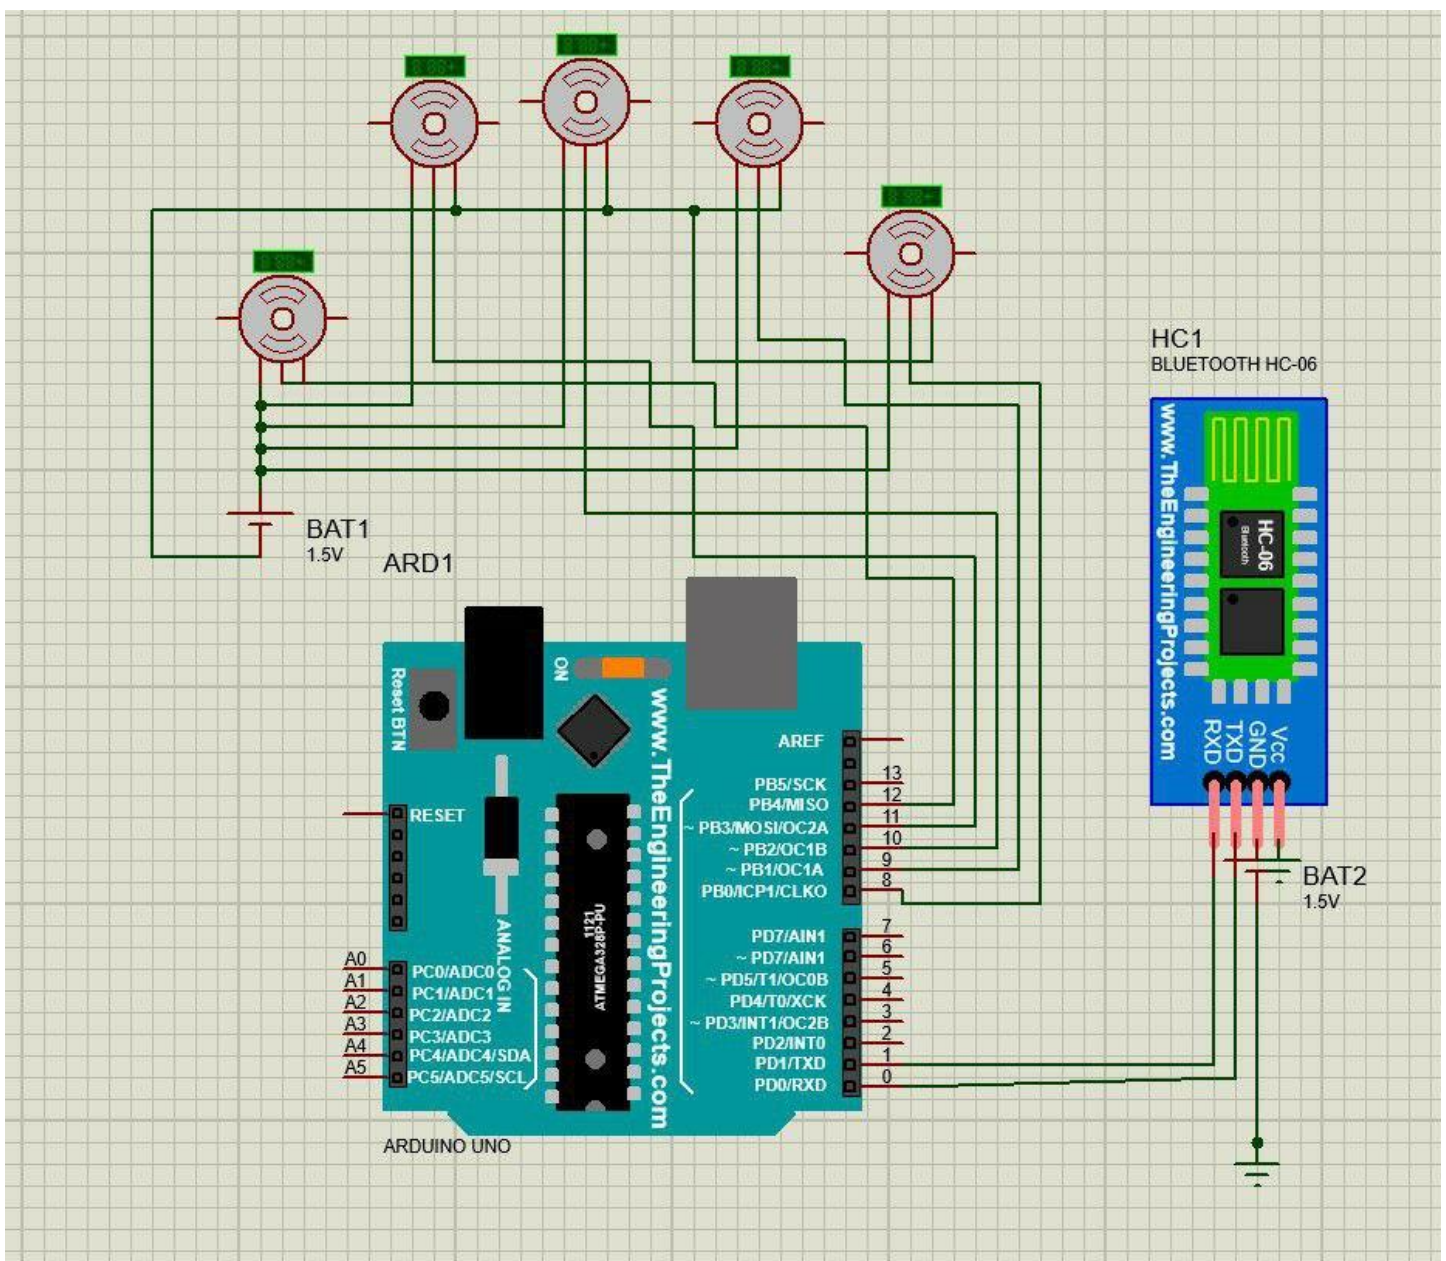 HC1
BLUETOOTH HC-06
www.TheEngineeringProjects.com
HC-06
Bluetooth
RXD
TXD
GND
Vcc
BAT1
1.5V
BAT2
1.5V
ARD1
Reset BTN
ON
www.TheEngineeringProjects.com
RESET
1121
ATMEGA328P-PU
ANALOG IN
A0 PC0/ADC0
A1 PC1/ADC1
A2 PC2/ADC2
A3 PC3/ADC3
A4 PC4/ADC4/SDA
A5 PC5/ADC5/SCL
AREF
PB5/SCK 13
PB4/MISO 12
~ PB3/MOSI/OC2A 11
~ PB2/OC1B 10
~ PB1/OC1A 9
PB0/ICP1/CLKO 8
PD7/AIN1 7
~ PD7/AIN1 6
~ PD5/T1/OC0B 5
PD4/T0/XCK 4
~ PD3/INT1/OC2B 3
PD2/INT0 2
PD1/TXD 1
PD0/RXD 0
ARDUINO UNO